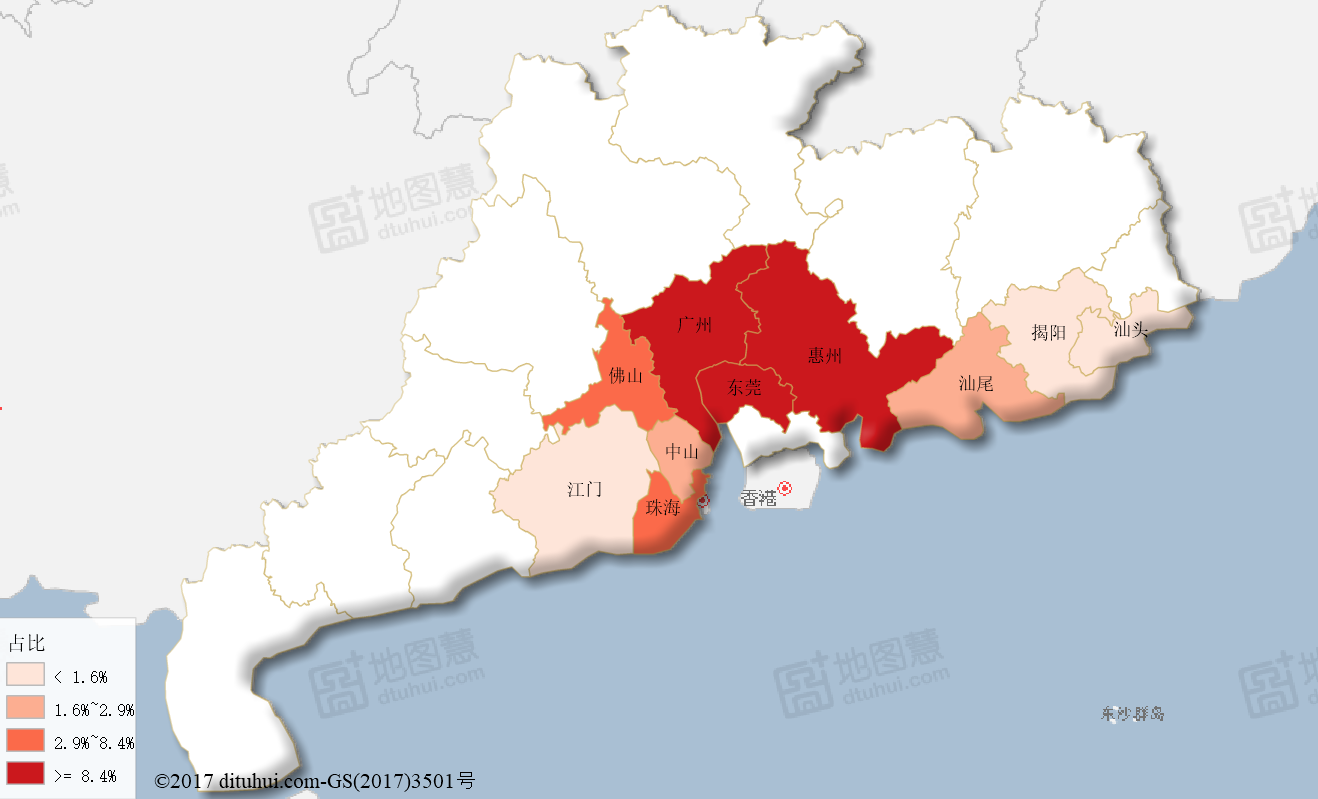 地图慧
dituhui.com
地图慧
dituhui.com
广州
揭阳
汕头
惠州
佛山
东莞
汕尾
中山
江门
香港
珠海
占比
< 1.6%
1.6%~2.9%
2.9%~8.4%
>= 8.4%
地图慧
dituhui.com
地图慧
dituhui.com
东沙群岛
©2017 dituhui.com-GS(2017)3501号